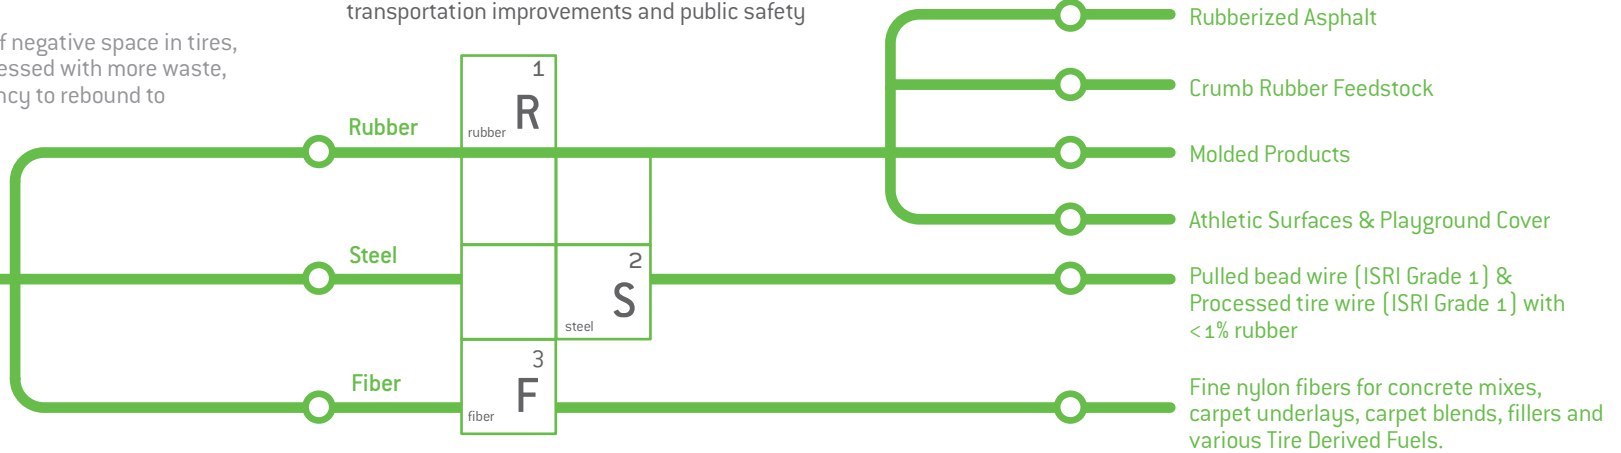 transportation improvements and public safety
f negative space in tires,
essed with more waste,
ncy to rebound to
Rubber
1
R
rubber
Steel
2
S
steel
Fiber
3
F
fiber
Rubberized Asphalt
Crumb Rubber Feedstock
Molded Products
Athletic Surfaces & Playground Cover
Pulled bead wire (ISRI Grade 1) &
Processed tire wire (ISRI Grade 1) with
<1% rubber
Fine nylon fibers for concrete mixes,
carpet underlays, carpet blends, fillers and
various Tire Derived Fuels.